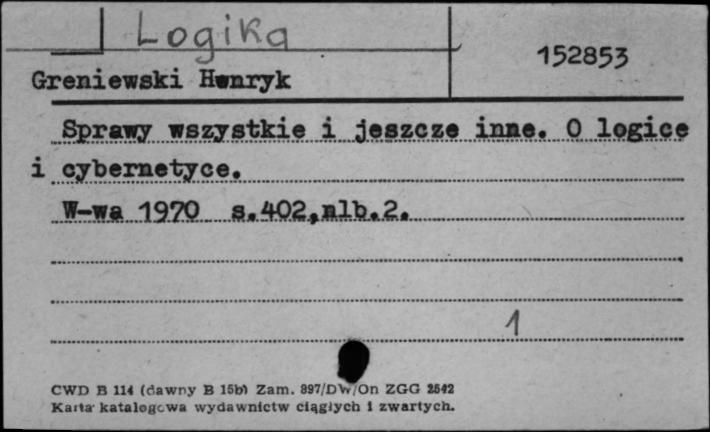 Logika
152853
Greniewski Henryk
Sprawy wszystkie i jeszcze inne. O logice
i cybernetyce.
W-wa 1970 s.402,nlb.2.
1
CWD B 114 (dawny B 15b) Zam. 897/DW/On ZGG 2542
Karta katalogowa wydawnictw ciągłych i zwartych.